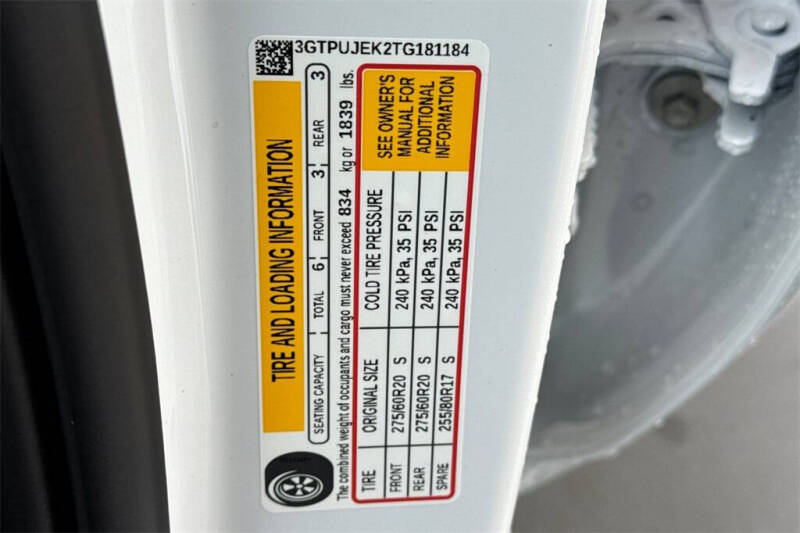 3GTPUJEK2TG181184
TIRE AND LOADING INFORMATION
SEATING CAPACITY TOTAL 6 FRONT 3 REAR 3
The combined weight of occupants and cargo must never exceed 834 kg or 1839 lbs.
TIRE ORIGINAL SIZE COLD TIRE PRESSURE
FRONT 275/60R20 S 240 kPa, 35 PSI
REAR 275/60R20 S 240 kPa, 35 PSI
SPARE 255/80R17 S 240 kPa, 35 PSI
SEE OWNER'S
MANUAL FOR
ADDITIONAL
INFORMATION